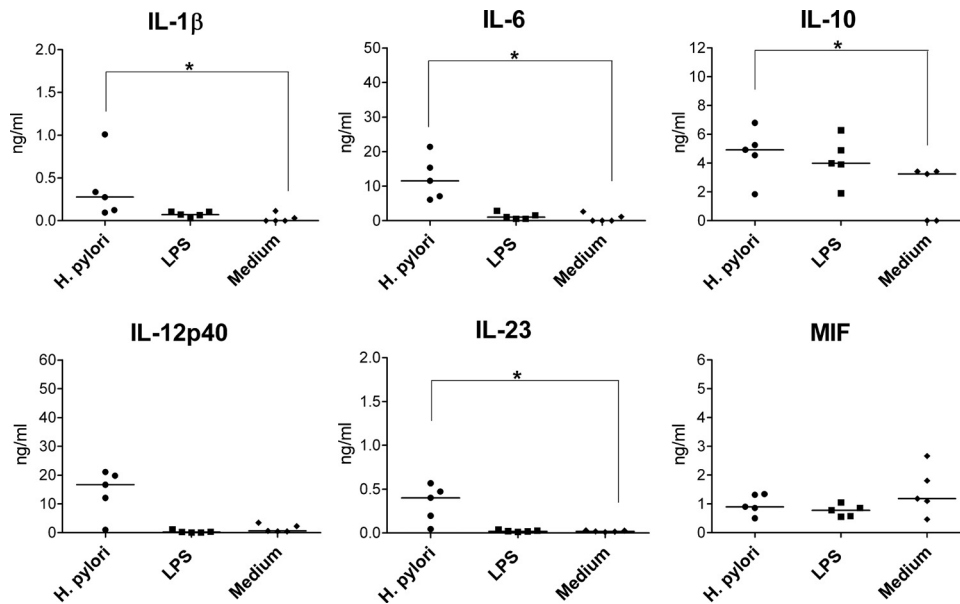 IL-1β
2.0
1.5
1.0
0.5
0.0
ng/ml
*
H. pylori
LPS
Medium
IL-6
50
40
30
20
10
0
ng/ml
*
H. pylori
LPS
Medium
IL-10
12
10
8
6
4
2
0
ng/ml
*
H. pylori
LPS
Medium
IL-12p40
60
50
40
30
20
10
0
ng/ml
H. pylori
LPS
Medium
IL-23
2.0
1.5
1.0
0.5
0.0
ng/ml
*
H. pylori
LPS
Medium
MIF
6
5
4
3
2
1
0
ng/ml
H. pylori
LPS
Medium